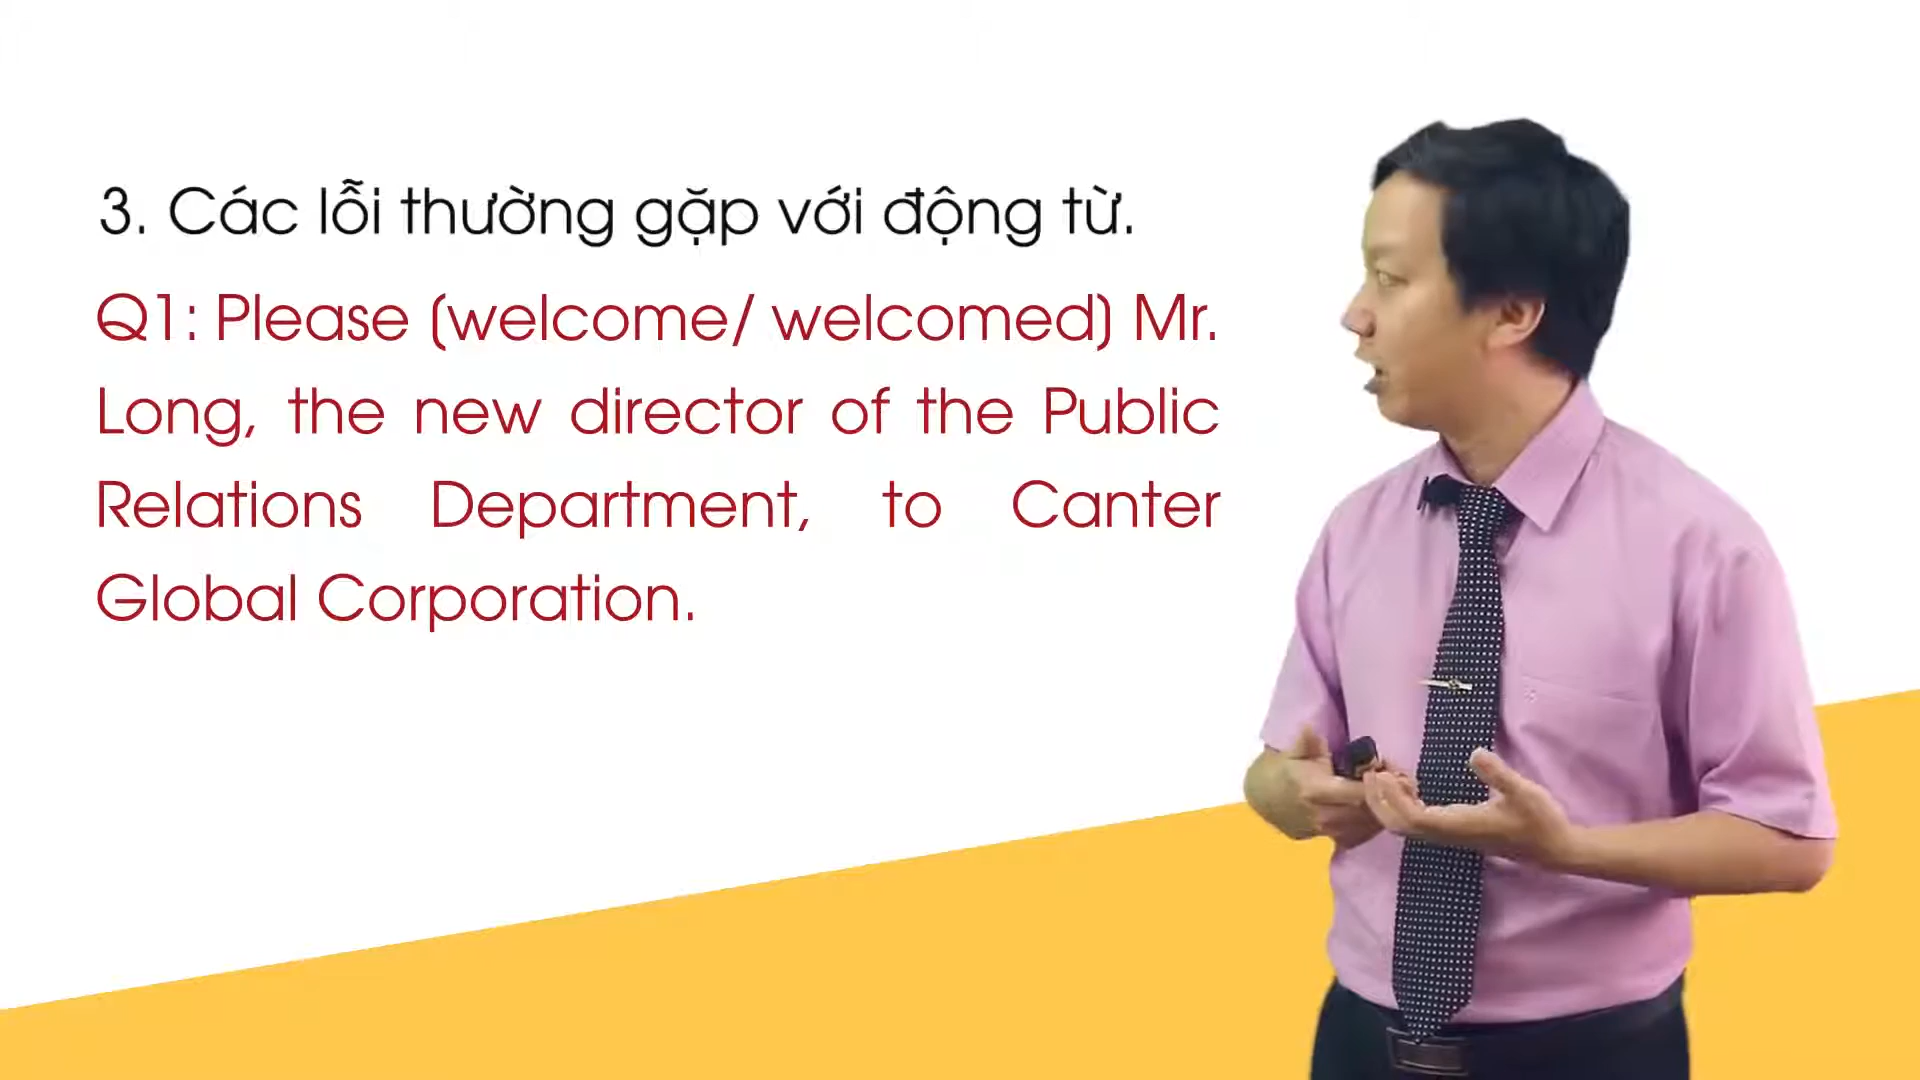 3. Các lỗi thường gặp với động từ.
Q1: Please (welcome/ welcomed) Mr.
Long, the new director of the Public
Relations Department, to Canter
Global Corporation.